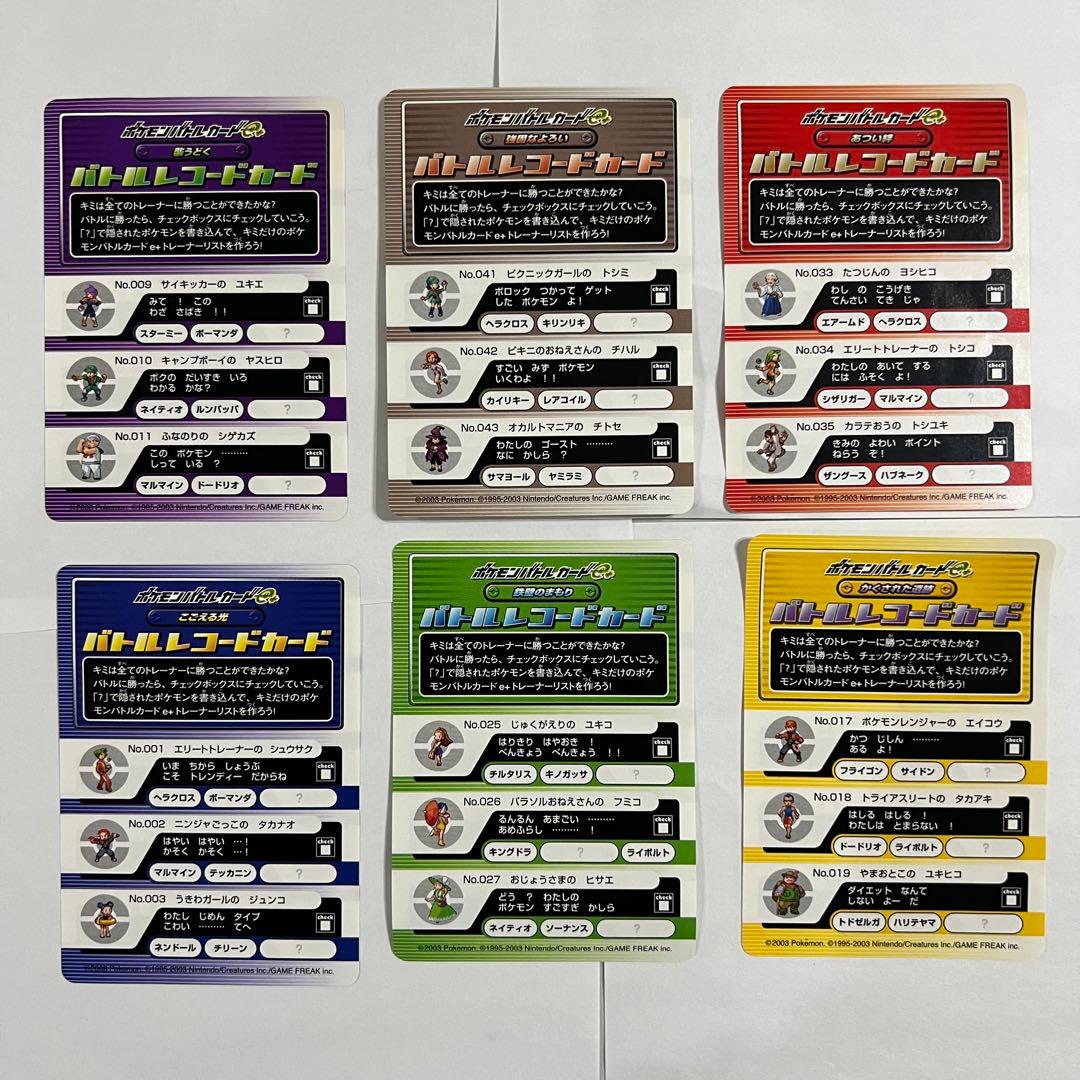 ポケモンバトルカードe+
バトルレコードカード
キミは全てのトレーナーに勝つことができたかな?
バトルに勝ったら、チェックボックスにチェックしていこう。
「?」で隠されたポケモンを書き込んで、キミだけのポケ
モンバトルカードe+トレーナーリストを作ろう!
No.009 サイキッカーの ユキエ
みて ! この
わざ さばき !!
check
スターミー ボーマンダ ?
No.010 キャンプボーイの ヤスヒロ
ボクの だいすき いろ
わかる かな?
check
ネイティオ ルンパッパ ?
No.011 ふなのりの シゲカズ
この ポケモン ………
しって いる ?
check
マルマイン ドードリオ ?
©2003 Pokémon. ©1995-2003 Nintendo/Creatures Inc./GAME FREAK inc.
ポケモンバトルカードe+
強固なよろい
バトルレコードカード
キミは全てのトレーナーに勝つことができたかな?
バトルに勝ったら、チェックボックスにチェックしていこう。
「?」で隠されたポケモンを書き込んで、キミだけのポケ
モンバトルカードe+トレーナーリストを作ろう!
No.041 ピクニックガールの トシミ
ポロック つかって ゲット
した ポケモン よ!
check
ヘラクロス キリンリキ ?
No.042 ビキニのおねえさんの チハル
すごい みず ポケモン
いくわよ !!
check
カイリキー レアコイル ?
No.043 オカルトマニアの チトセ
わたしの ゴースト ………
なに かしら ?
check
サマヨール ヤミラミ ?
©2003 Pokémon. ©1995-2003 Nintendo/Creatures Inc./GAME FREAK inc.
ポケモンバトルカードe+
あつい絆
バトルレコードカード
キミは全てのトレーナーに勝つことができたかな?
バトルに勝ったら、チェックボックスにチェックしていこう。
「?」で隠されたポケモンを書き込んで、キミだけのポケ
モンバトルカードe+トレーナーリストを作ろう!
No.033 たつじんの ヨシヒコ
わし の こうげき
てんさい てき じゃ
check
エアームド ヘラクロス ?
No.034 エリートトレーナーの トシコ
わたしの あいて する
には ふそく よ!
check
シザリガー マルマイン ?
No.035 カラテおうの トシユキ
きみの よわい ポイント
ねらう ぞ!
check
ザングース ハブネーク ?
©2003 Pokémon. ©1995-2003 Nintendo/Creatures Inc./GAME FREAK inc.
ポケモンバトルカードe+
こごえる光
バトルレコードカード
キミは全てのトレーナーに勝つことができたかな?
バトルに勝ったら、チェックボックスにチェックしていこう。
「?」で隠されたポケモンを書き込んで、キミだけのポケ
モンバトルカードe+トレーナーリストを作ろう!
No.001 エリートトレーナーの シュウサク
いま ちから しょうぶ
こそ トレンディー だからね
check
ヘラクロス ボーマンダ ?
No.002 ニンジャごっこの タカナオ
はやい はやい …!
かそく かそく …!
check
マルマイン テッカニン ?
No.003 うきわガールの ジュンコ
わたし じめん タイプ
こわい ……… てへ
check
ネンドール チリーン ?
©2003 Pokémon. ©1995-2003 Nintendo/Creatures Inc./GAME FREAK inc.
ポケモンバトルカードe+
鉄壁のまもり
バトルレコードカード
キミは全てのトレーナーに勝つことができたかな?
バトルに勝ったら、チェックボックスにチェックしていこう。
「?」で隠されたポケモンを書き込んで、キミだけのポケ
モンバトルカードe+トレーナーリストを作ろう!
No.025 じゅくがえりの ユキコ
はりきり はやおき !
べんきょう べんきょう !!
check
チルタリス キノガッサ ?
No.026 パラソルおねえさんの フミコ
るんるん あまごい ………
あめふらし ……… !
check
キングドラ ? ライボルト
No.027 おじょうさまの ヒサエ
どう ? わたしの
ポケモン すごすぎ かしら
check
ネイティオ ソーナンス ?
©2003 Pokémon. ©1995-2003 Nintendo/Creatures Inc./GAME FREAK inc.
ポケモンバトルカードe+
かくされた遺跡
バトルレコードカード
キミは全てのトレーナーに勝つことができたかな?
バトルに勝ったら、チェックボックスにチェックしていこう。
「?」で隠されたポケモンを書き込んで、キミだけのポケ
モンバトルカードe+トレーナーリストを作ろう!
No.017 ポケモンレンジャーの エイコウ
かつ じしん ………
ある よ!
check
フライゴン サイドン ?
No.018 トライアスリートの タカアキ
はしる はしる !
わたしは とまらない !
check
ドードリオ ライボルト ?
No.019 やまおとこの ユキヒコ
ダイエット なんて
しない よー だ
check
トドゼルガ ハリテヤマ ?
©2003 Pokémon. ©1995-2003 Nintendo/Creatures Inc./GAME FREAK inc.